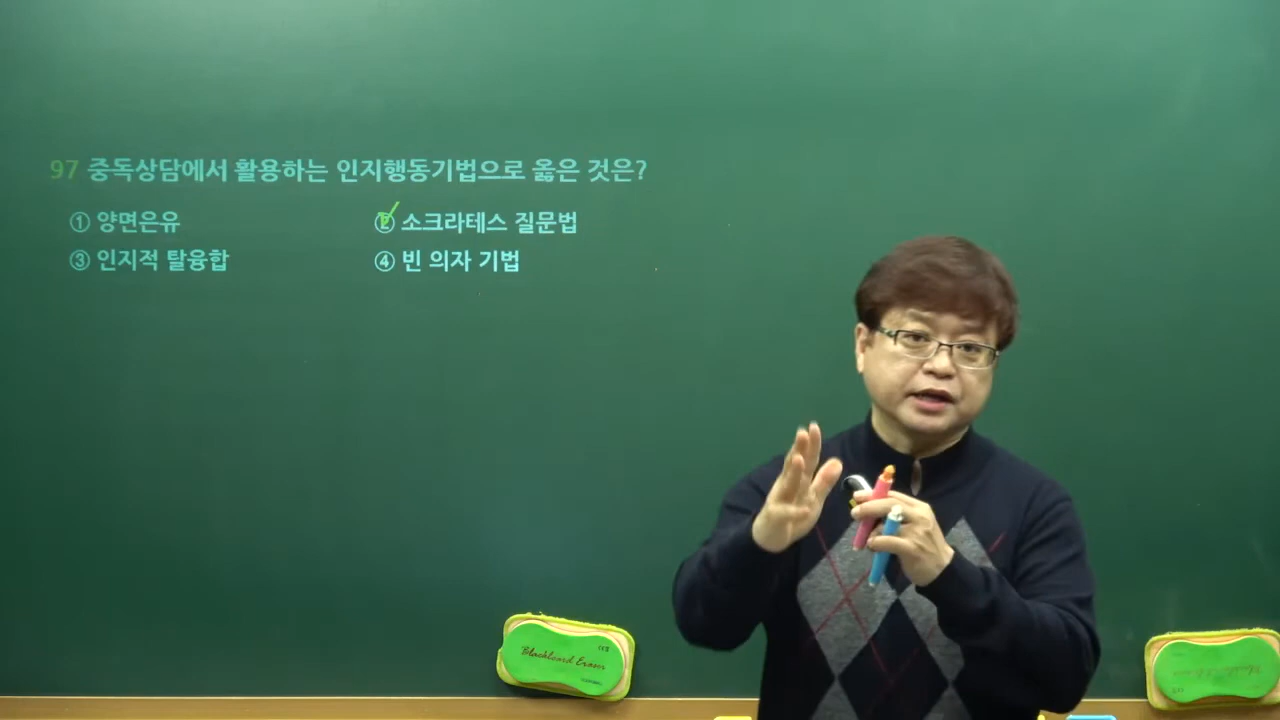 97 중독상담에서 활용하는 인지행동기법으로 옳은 것은?
① 양면은유 ② 소크라테스 질문법
③ 인지적 탈융합 ④ 빈 의자 기법
Blackboard Eraser